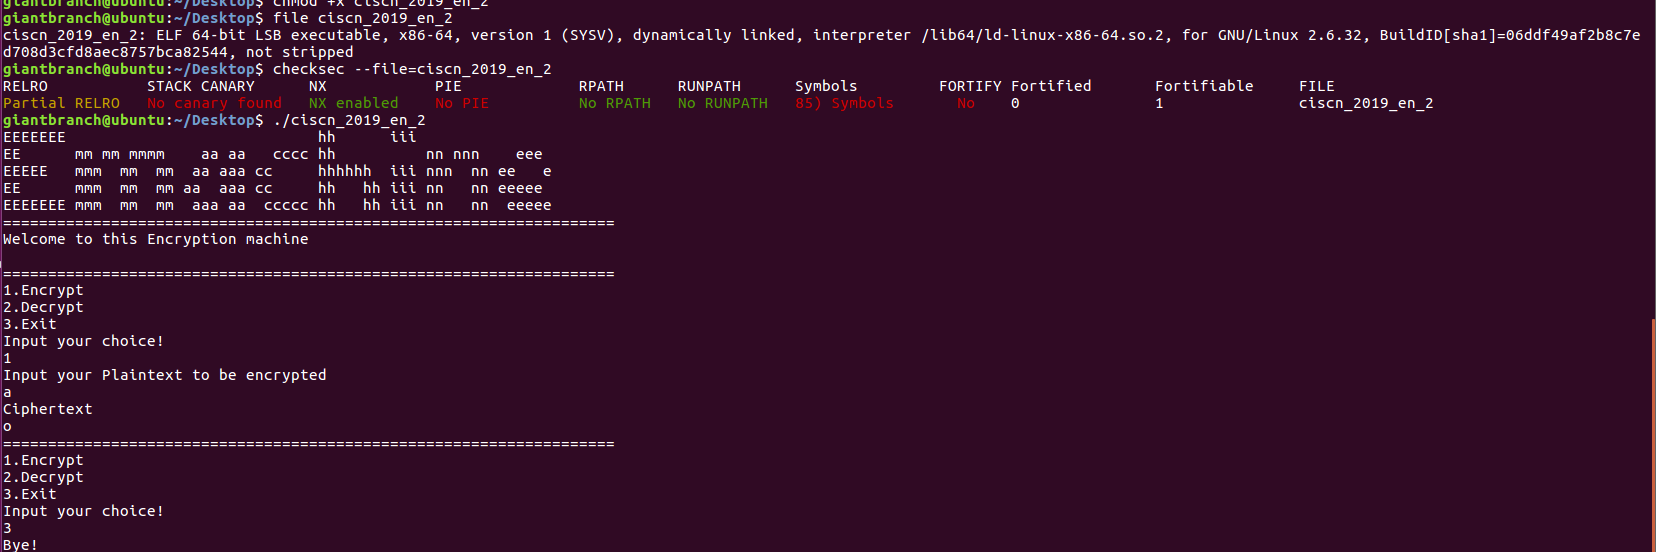 giantbranch@ubuntu:~/Desktop$ chmod +x ciscn_2019_en_2
giantbranch@ubuntu:~/Desktop$ file ciscn_2019_en_2
ciscn_2019_en_2: ELF 64-bit LSB executable, x86-64, version 1 (SYSV), dynamically linked, interpreter /lib64/ld-linux-x86-64.so.2, for GNU/Linux 2.6.32, BuildID[sha1]=06ddf49af2b8c7e
d708d3cfd8aec8757bca82544, not stripped
giantbranch@ubuntu:~/Desktop$ checksec --file=ciscn_2019_en_2
RELRO           STACK CANARY      NX            PIE             RPATH      RUNPATH      Symbols         FORTIFY Fortified       Fortifiable     FILE
Partial RELRO   No canary found   NX enabled    No PIE          No RPATH   No RUNPATH   85) Symbols       No    0               1               ciscn_2019_en_2
giantbranch@ubuntu:~/Desktop$ ./ciscn_2019_en_2
EEEEEEE                            hh      iii
EE      mm mm mmmm    aa aa   cccc hh          nn nnn    eee
EEEEE   mmm  mm  mm  aa aaa cc     hhhhhh  iii nnn  nn ee   e
EE      mmm  mm  mm aa  aaa cc     hh   hh iii nn   nn eeeee
EEEEEEE mmm  mm  mm  aaa aa  ccccc hh   hh iii nn   nn  eeeee
====================================================================
Welcome to this Encryption machine
====================================================================
1.Encrypt
2.Decrypt
3.Exit
Input your choice!
1
Input your Plaintext to be encrypted
a
Ciphertext
o
====================================================================
1.Encrypt
2.Decrypt
3.Exit
Input your choice!
3
Bye!